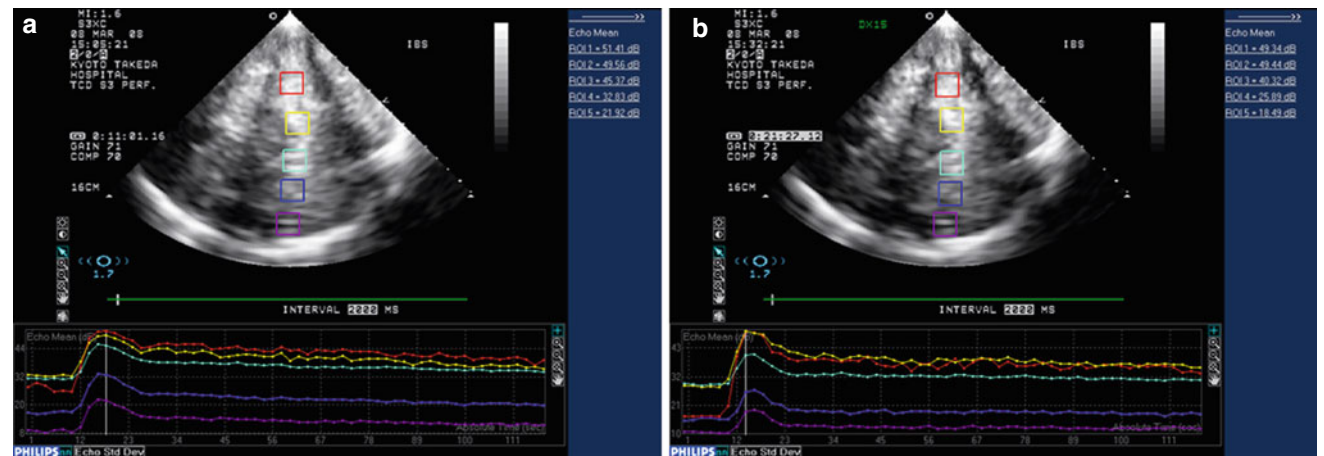 a
MI:1.6
S3XC
08 MAR 08
15:05:21
2/0/A
KYOTO TAKEDA
HOSPITAL
TCD S3 PERF.
IBS
0:11:01.16
GAIN 71
COMP 70
16CM
1.7
INTERVAL 2000 MS
Echo Mean
ROI 1 = 51.41 dB
ROI 2 = 49.56 dB
ROI 3 = 45.37 dB
ROI 4 = 32.83 dB
ROI 5 = 21.92 dB
Echo Mean (dB)
44
32
20
8
1 12 23 34 45 56 67 78 89 100 111
Absolute Time (sec)
PHILIPS
Echo Std Dev
b
MI:1.6
S3XC
08 MAR 08
15:32:21
2/0/A
KYOTO TAKEDA
HOSPITAL
TCD S3 PERF.
DX15
IBS
0:21:27.12
GAIN 71
COMP 70
16CM
1.7
INTERVAL 2000 MS
Echo Mean
ROI 1 = 49.34 dB
ROI 2 = 49.44 dB
ROI 3 = 40.32 dB
ROI 4 = 25.89 dB
ROI 5 = 18.49 dB
Echo Mean (dB)
43
32
21
10
1 12 23 34 45 56 67 78 89 100 111
Absolute Time (sec)
PHILIPS
Echo Std Dev